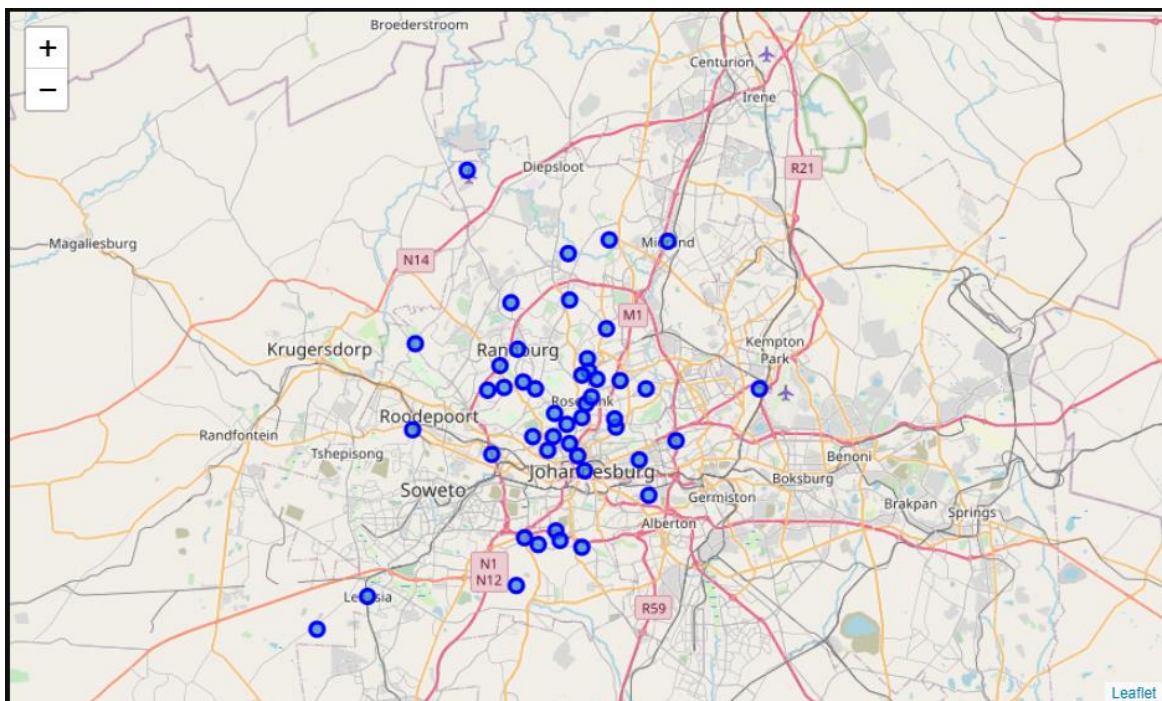 Broederstroom
+
−
Centurion
Irene
Diepsloot
R21
Magaliesburg
Midrand
N14
M1
Krugersdorp
Randburg
Kempton
Park
Rosebank
Roodepoort
Randfontein
Tshepisong
Benoni
Johannesburg
Boksburg
Soweto
Germiston
Brakpan
Springs
Alberton
N1
N12
Lenasia
R59
Leaflet